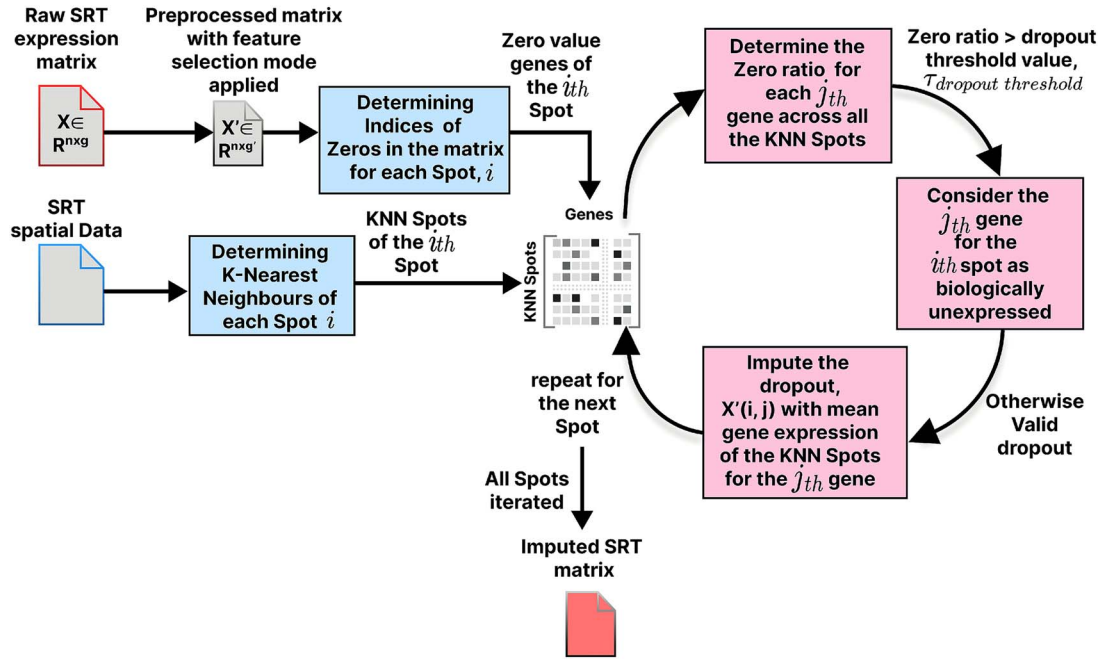 Raw SRT
expression
matrix
X∈
Rⁿˣᵍ
Preprocessed matrix
with feature
selection mode
applied
X'∈
Rⁿˣᵍ'
Determining
Indices of
Zeros in the matrix
for each Spot, i
Zero value
genes of
the ith
Spot
SRT
spatial Data
Determining
K-Nearest
Neighbours of
each Spot i
KNN Spots
of the ith
Spot
Genes
KNN Spots
Determine the
Zero ratio for
each jth
gene across all
the KNN Spots
Zero ratio > dropout
threshold value,
τdropout threshold
Consider the
jth gene
for the
ith spot as
biologically
unexpressed
Otherwise
Valid
dropout
Impute the
dropout,
X'(i, j) with mean
gene expression
of the KNN Spots
for the jth gene
repeat for
the next
Spot
All Spots
iterated
Imputed SRT
matrix